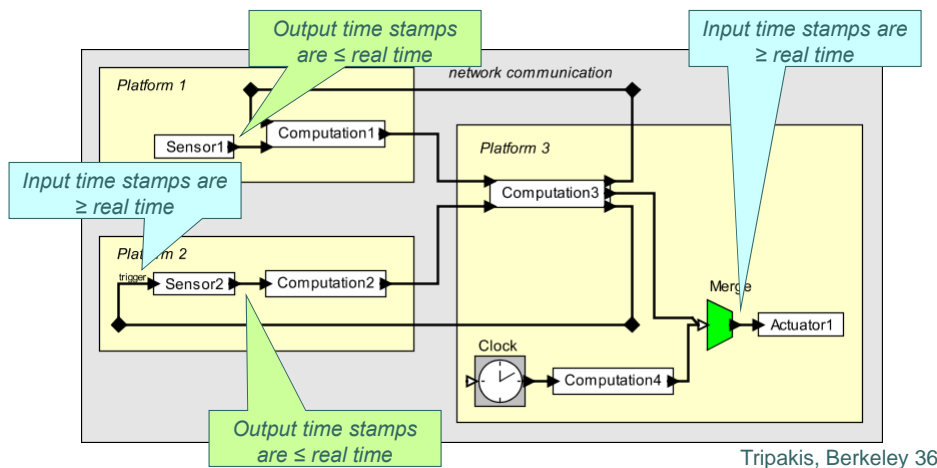 Output time stamps
are ≤ real time
Input time stamps are
≥ real time
network communication
Platform 1
Computation1
Sensor1
Platform 3
Input time stamps are
≥ real time
Computation3
Platform 2
trigger
Sensor2
Computation2
Merge
Actuator1
Clock
Computation4
Output time stamps
are ≤ real time
Tripakis, Berkeley 36